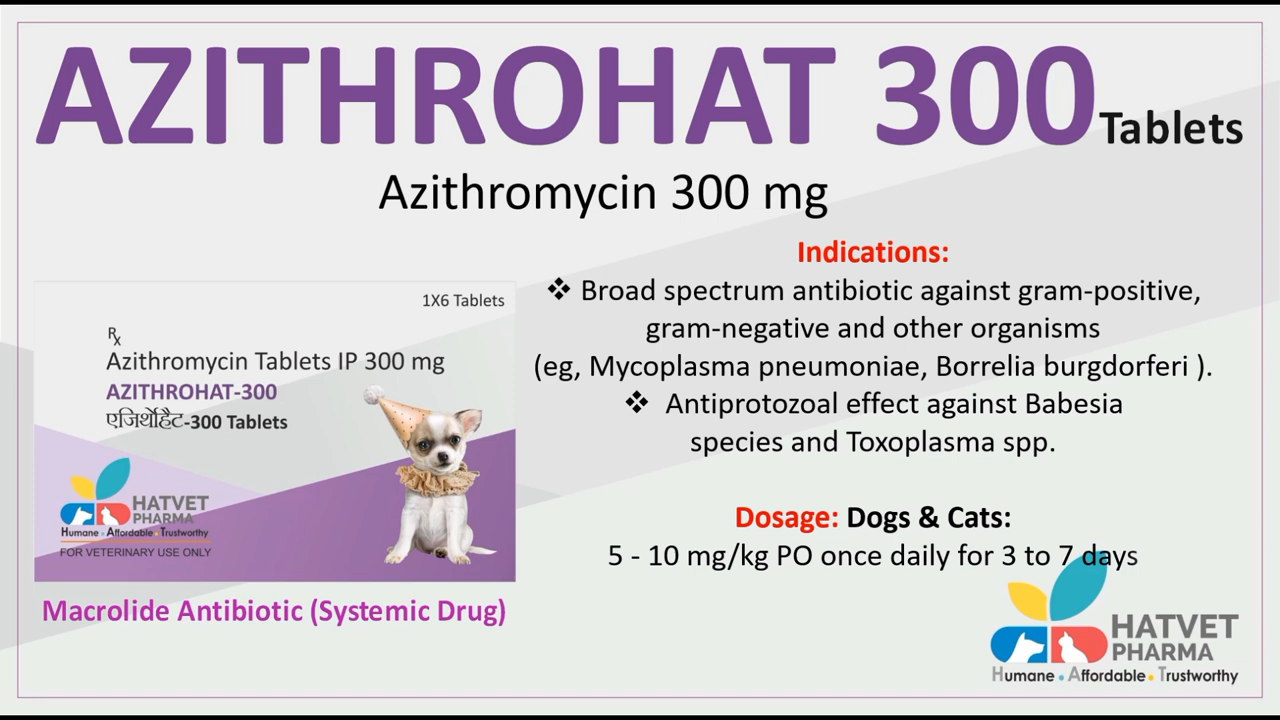 AZITHROHAT 300 Tablets
Azithromycin 300 mg
Indications:
❖ Broad spectrum antibiotic against gram-positive,
gram-negative and other organisms
(eg, Mycoplasma pneumoniae, Borrelia burgdorferi ).
❖ Antiprotozoal effect against Babesia
species and Toxoplasma spp.
Dosage: Dogs & Cats:
5 - 10 mg/kg PO once daily for 3 to 7 days
1X6 Tablets
Rx
Azithromycin Tablets IP 300 mg
AZITHROHAT-300
एजिर्थोहैट-300 Tablets
HATVET
PHARMA
Humane • Affordable • Trustworthy
FOR VETERINARY USE ONLY
Macrolide Antibiotic (Systemic Drug)
HATVET
PHARMA
Humane • Affordable • Trustworthy